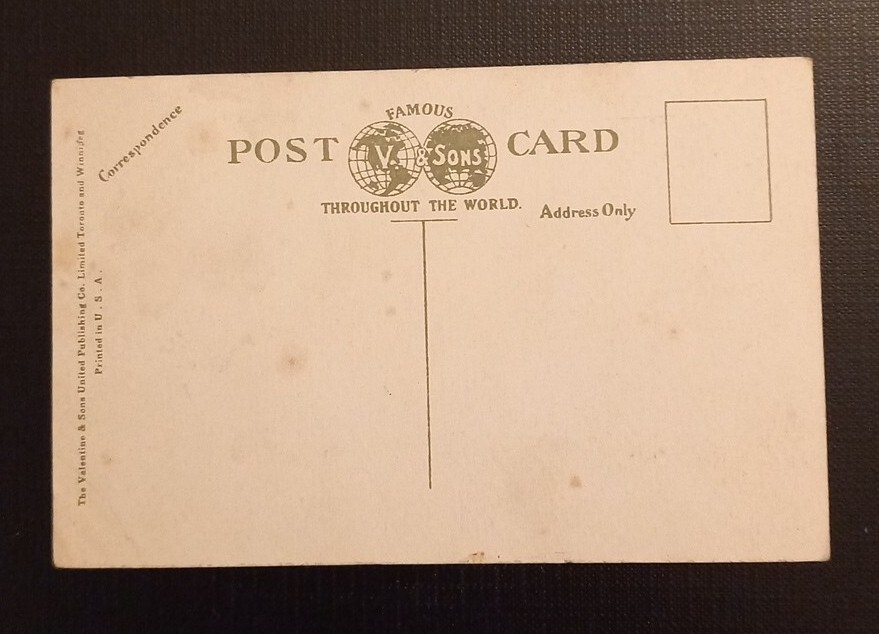 FAMOUS
POST V. & SONS CARD
THROUGHOUT THE WORLD.
Address Only
Correspondence
The Valentine & Sons United Publishing Co. Limited Toronto and Winnipeg
Printed in U. S. A.